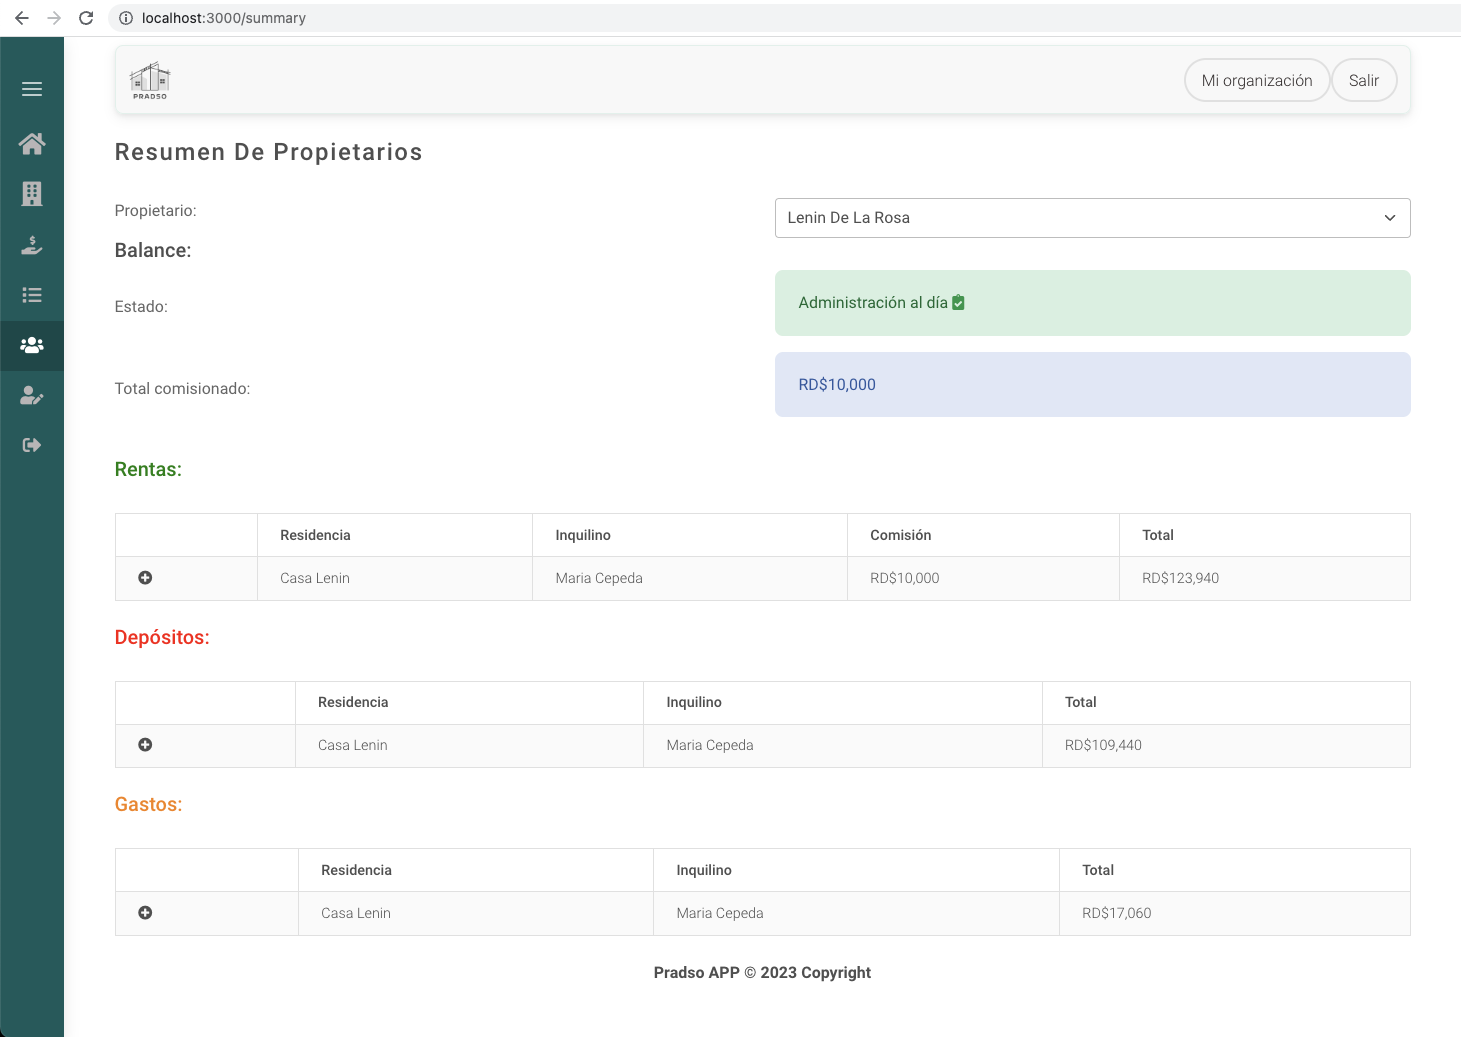 localhost:3000/summary
PRADSO
Mi organización
Salir
Resumen De Propietarios
Propietario:
Lenin De La Rosa
Balance:
Estado:
Administración al día
Total comisionado:
RD$10,000
Rentas:
Residencia Inquilino Comisión Total
Casa Lenin Maria Cepeda RD$10,000 RD$123,940
Depósitos:
Residencia Inquilino Total
Casa Lenin Maria Cepeda RD$109,440
Gastos:
Residencia Inquilino Total
Casa Lenin Maria Cepeda RD$17,060
Pradso APP © 2023 Copyright